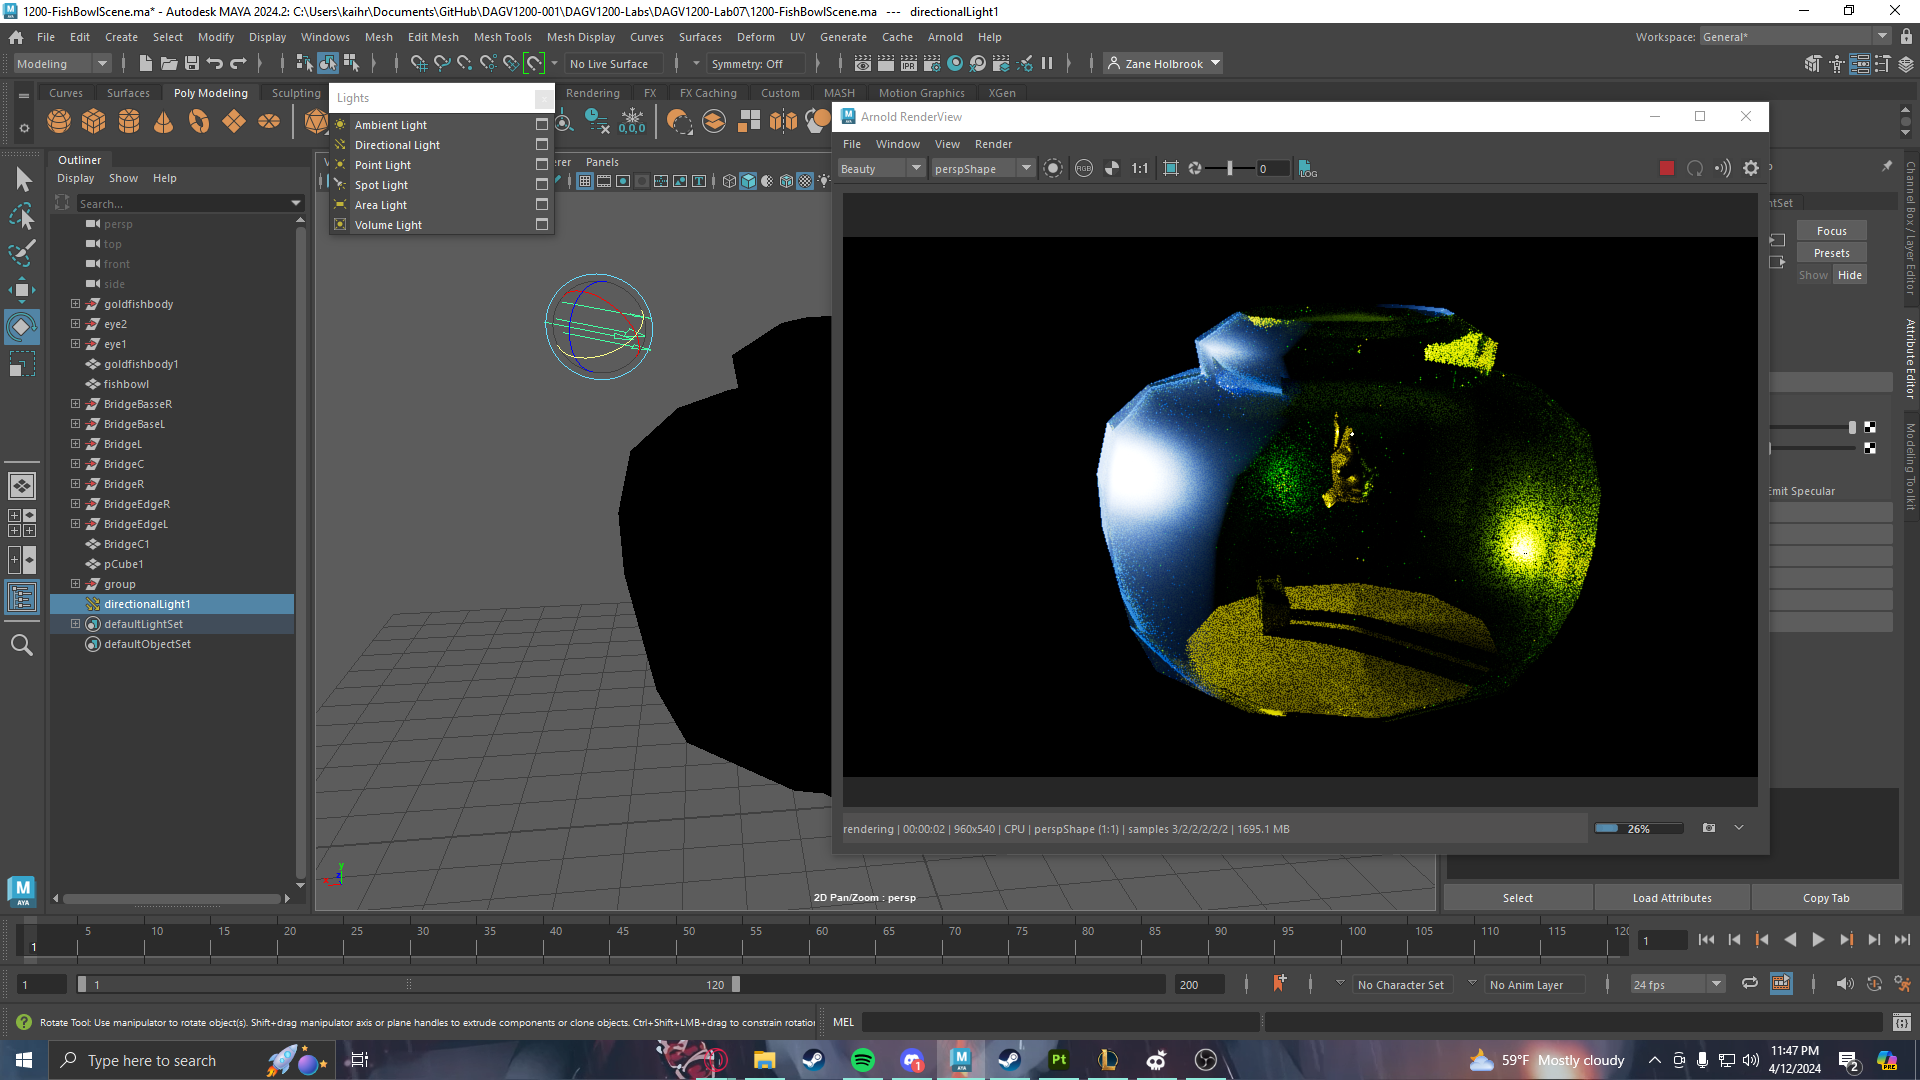 1200-FishBowlScene.ma* - Autodesk MAYA 2024.2: C:\Users\kaihr\Documents\GitHub\DAGV1200-001\DAGV1200-Labs\DAGV1200-Lab07\1200-FishBowlScene.ma --- directionalLight1
File Edit Create Select Modify Display Windows Mesh Edit Mesh Mesh Tools Mesh Display Curves Surfaces Deform UV Generate Cache Arnold Help
Workspace: General*
Modeling
No Live Surface
Symmetry: Off
Zane Holbrook
Curves Surfaces Poly Modeling Sculpting Rendering FX FX Caching Custom MASH Motion Graphics XGen
Lights
Ambient Light
Directional Light
Point Light
Spot Light
Area Light
Volume Light
Panels
Outliner
Display Show Help
Search...
persp
top
front
side
goldfishbody
eye2
eye1
goldfishbody1
fishbowl
BridgeBasseR
BridgeBaseL
BridgeL
BridgeC
BridgeR
BridgeEdgeR
BridgeEdgeL
BridgeC1
pCube1
group
directionalLight1
defaultLightSet
defaultObjectSet
Arnold RenderView
File Window View Render
Beauty
perspShape
RGB
1:1
0
LOG
rendering | 00:00:02 | 960x540 | CPU | perspShape (1:1) | samples 3/2/2/2/2/2 | 1695.1 MB
26%
Focus
Presets
Show Hide
Emit Specular
Channel Box / Layer Editor
Attribute Editor
Modeling Toolkit
2D Pan/Zoom : persp
Select
Load Attributes
Copy Tab
5 10 15 20 25 30 35 40 45 50 55 60 65 70 75 80 85 90 95 100 105 110 115 120
1
1
1
1
120
200
No Character Set
No Anim Layer
24 fps
Rotate Tool: Use manipulator to rotate object(s). Shift+drag manipulator axis or plane handles to extrude components or clone objects. Ctrl+Shift+LMB+drag to constrain rotation
MEL
Type here to search
59°F Mostly cloudy
11:47 PM
4/12/2024